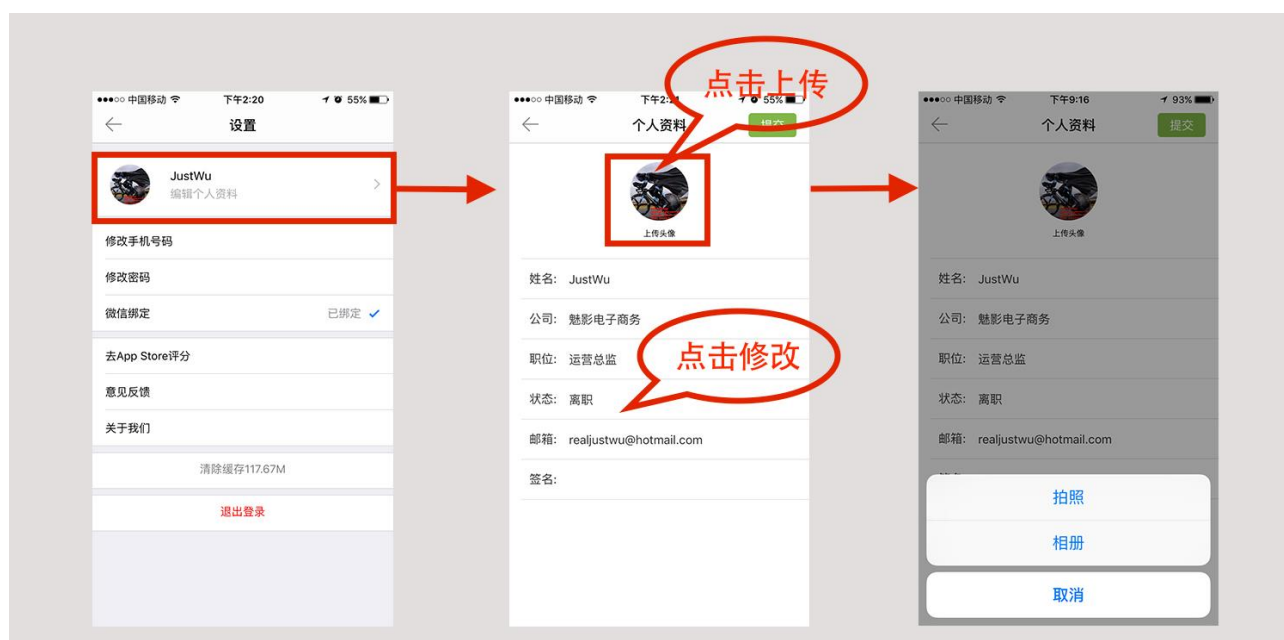 中国移动 下午2:20 55%
设置
JustWu
编辑个人资料
修改手机号码
修改密码
微信绑定 已绑定
去App Store评分
意见反馈
关于我们
清除缓存117.67M
退出登录
点击上传
中国移动 下午2:21 55%
个人资料 提交
上传头像
姓名: JustWu
公司: 魅影电子商务
职位: 运营总监
点击修改
状态: 离职
邮箱: realjustwu@hotmail.com
签名:
中国移动 下午9:16 93%
个人资料 提交
上传头像
姓名: JustWu
公司: 魅影电子商务
职位: 运营总监
状态: 离职
邮箱: realjustwu@hotmail.com
拍照
相册
取消